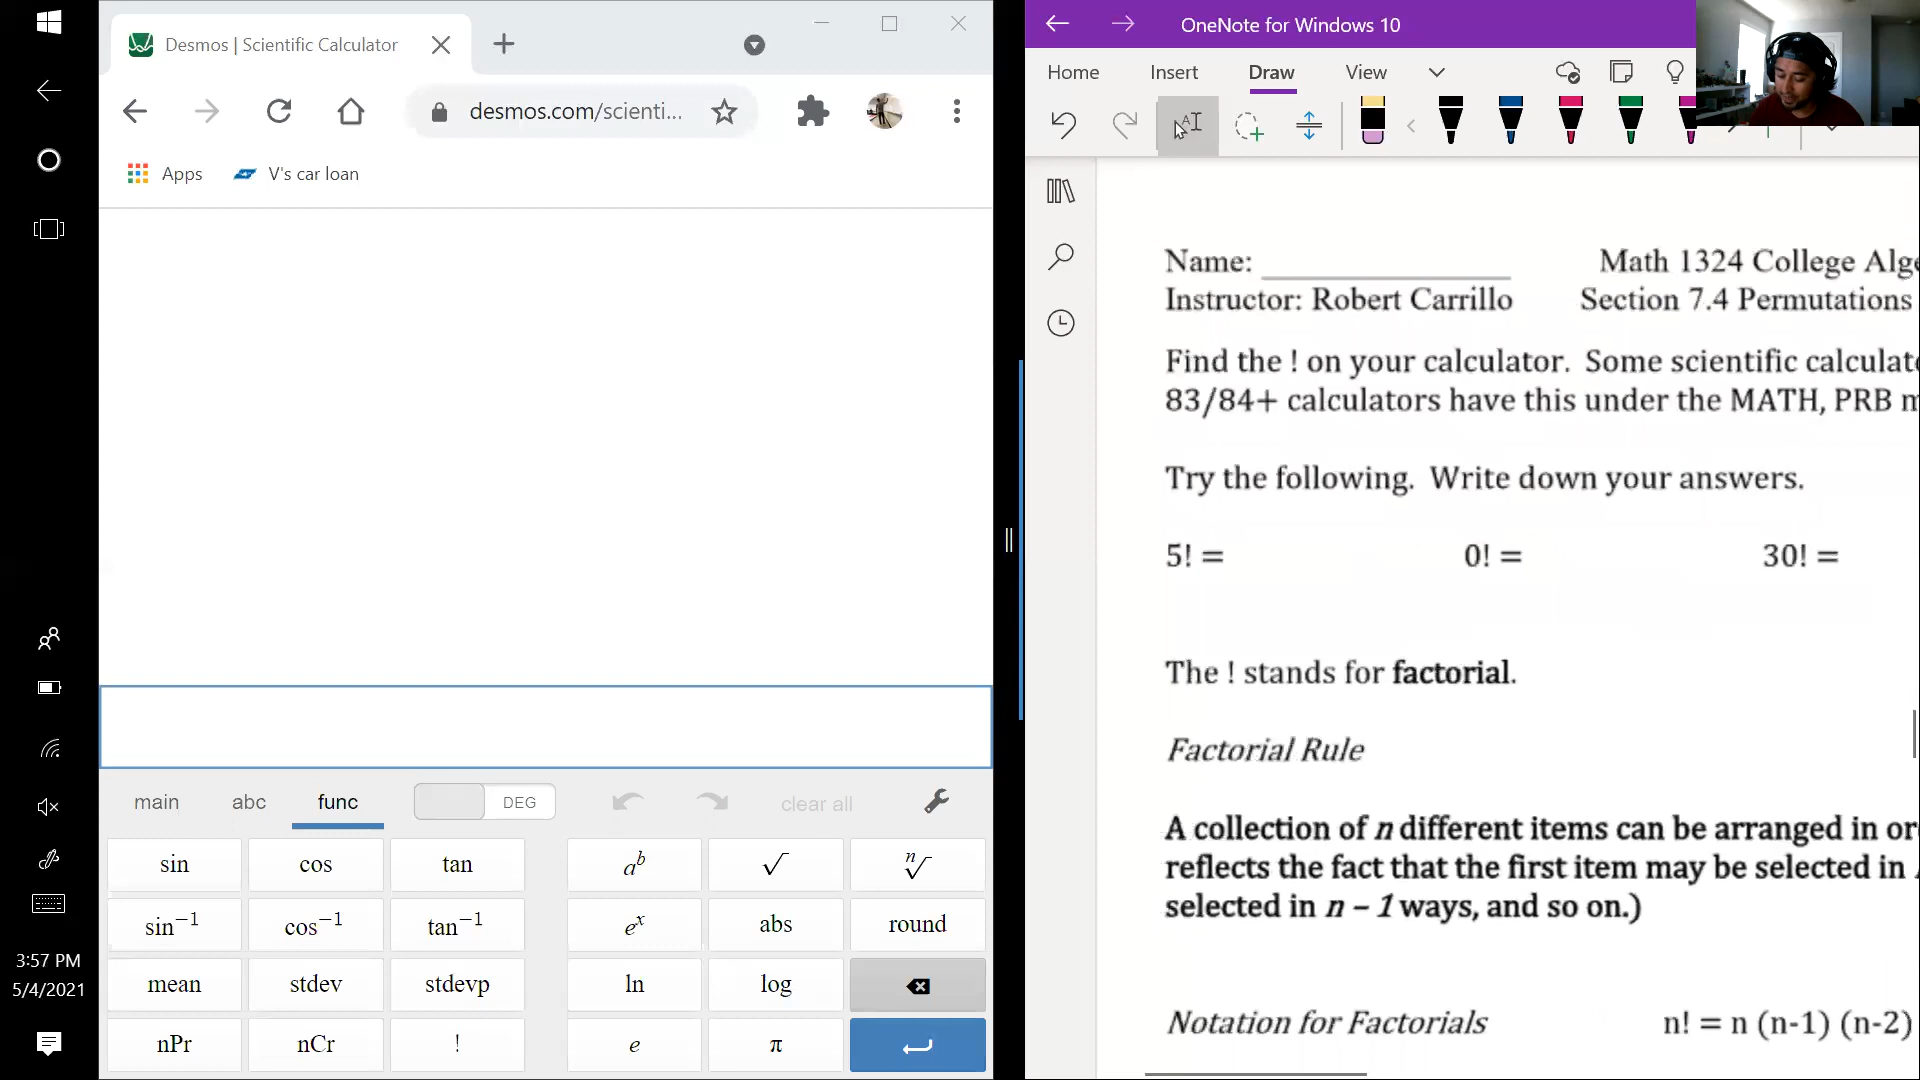 Desmos | Scientific Calculator
desmos.com/scienti...
Apps
V's car loan
main
abc
func
DEG
clear all
sin
cos
tan
a^b
√
ⁿ√
sin⁻¹
cos⁻¹
tan⁻¹
eˣ
abs
round
mean
stdev
stdevp
ln
log
nPr
nCr
!
e
π
3:57 PM
5/4/2021
OneNote for Windows 10
Home
Insert
Draw
View
Name: ____________
Math 1324 College Alge
Instructor: Robert Carrillo
Section 7.4 Permutations
Find the ! on your calculator. Some scientific calculat
83/84+ calculators have this under the MATH, PRB
Try the following. Write down your answers.
5! =
0! =
30! =
The ! stands for factorial.
Factorial Rule
A collection of n different items can be arranged in or
reflects the fact that the first item may be selected in
selected in n – 1 ways, and so on.)
Notation for Factorials
n! = n (n-1) (n-2)